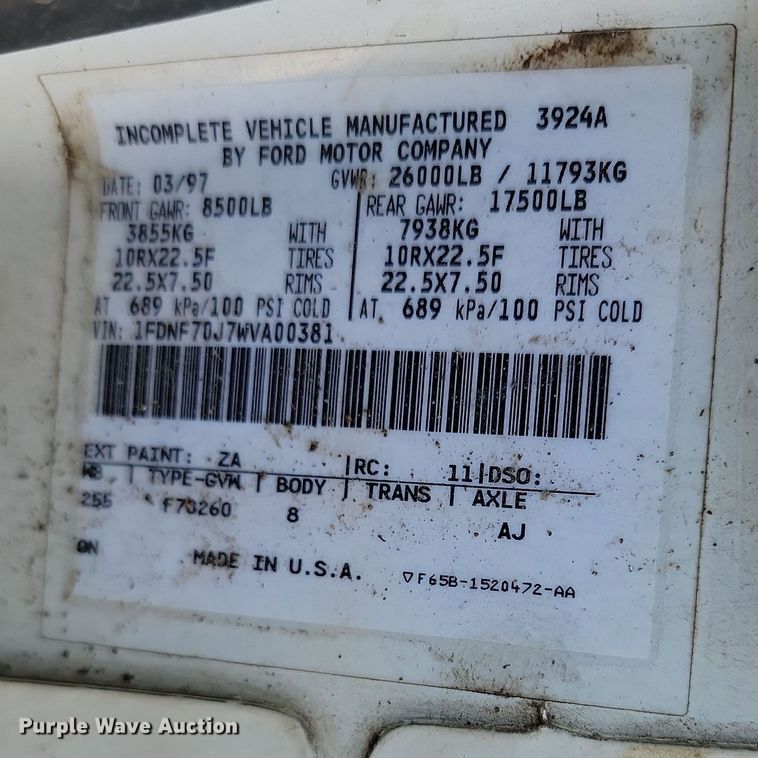 INCOMPLETE VEHICLE MANUFACTURED 3924A
BY FORD MOTOR COMPANY
DATE: 03/97 GVWR: 26000LB / 11793KG
FRONT GAWR: 8500LB REAR GAWR: 17500LB
3855KG WITH 7938KG WITH
10RX22.5F TIRES 10RX22.5F TIRES
22.5X7.50 RIMS 22.5X7.50 RIMS
AT 689 kPa/100 PSI COLD AT 689 kPa/100 PSI COLD
VIN: 1FDNF70J7WVA00381
EXT PAINT: ZA RC: 11 DSO:
WB TYPE-GVW BODY TRANS AXLE
255 F70260 8 AJ
QN
MADE IN U.S.A. ▽F65B-1520472-AA
Purple Wave Auction